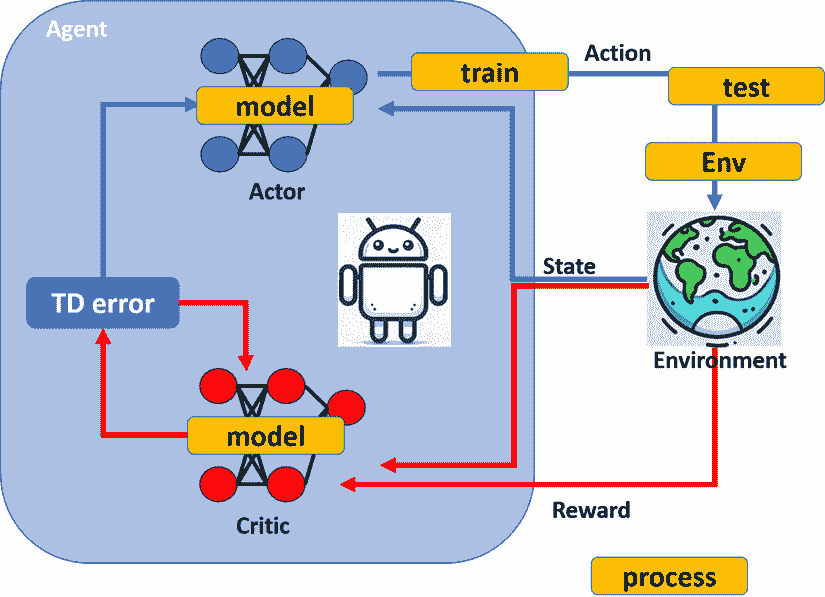 Agent
train
Action
test
model
Env
Actor
State
TD error
Environment
model
Critic
Reward
process